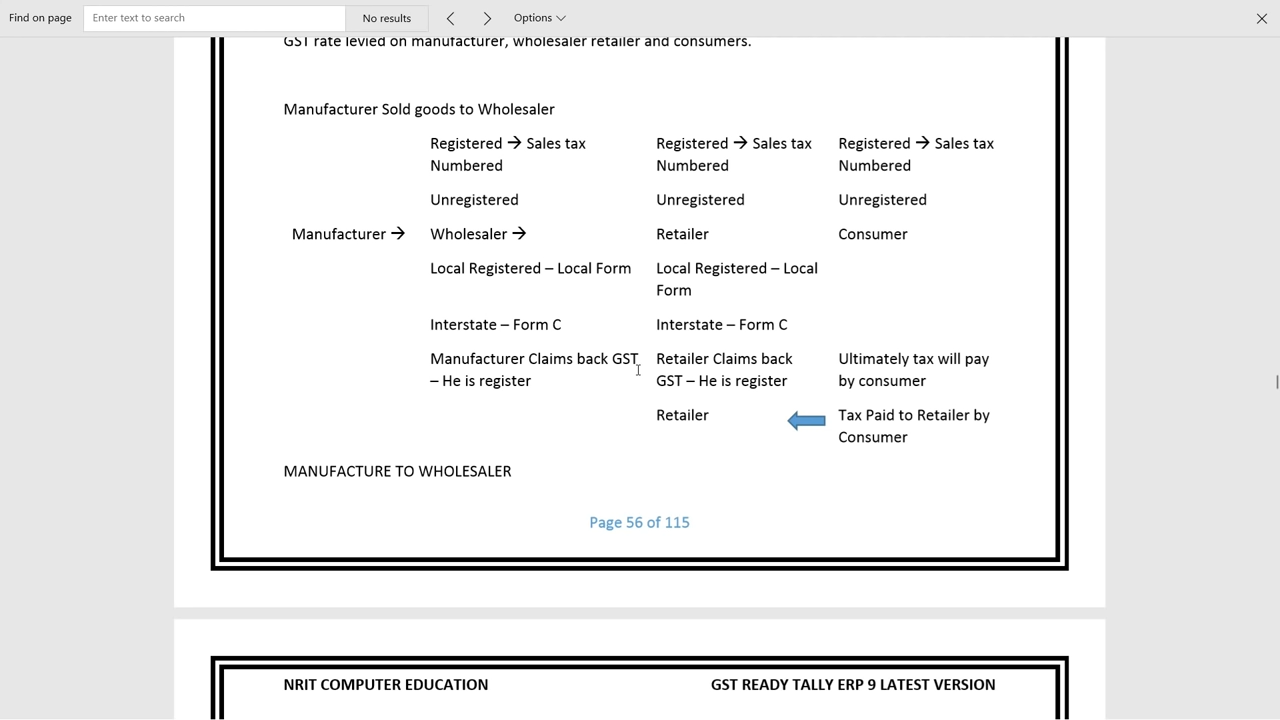 Find on page
Enter text to search
No results
Options
GST rate levied on manufacturer, wholesaler retailer and consumers.
Manufacturer Sold goods to Wholesaler
Registered → Sales tax Registered → Sales tax Registered → Sales tax
Numbered Numbered Numbered
Unregistered Unregistered Unregistered
Manufacturer → Wholesaler → Retailer Consumer
Local Registered – Local Form Local Registered – Local
Form
Interstate – Form C Interstate – Form C
Manufacturer Claims back GST Retailer Claims back Ultimately tax will pay
– He is register GST – He is register by consumer
Retailer Tax Paid to Retailer by
Consumer
MANUFACTURE TO WHOLESALER
Page 56 of 115
NRIT COMPUTER EDUCATION GST READY TALLY ERP 9 LATEST VERSION